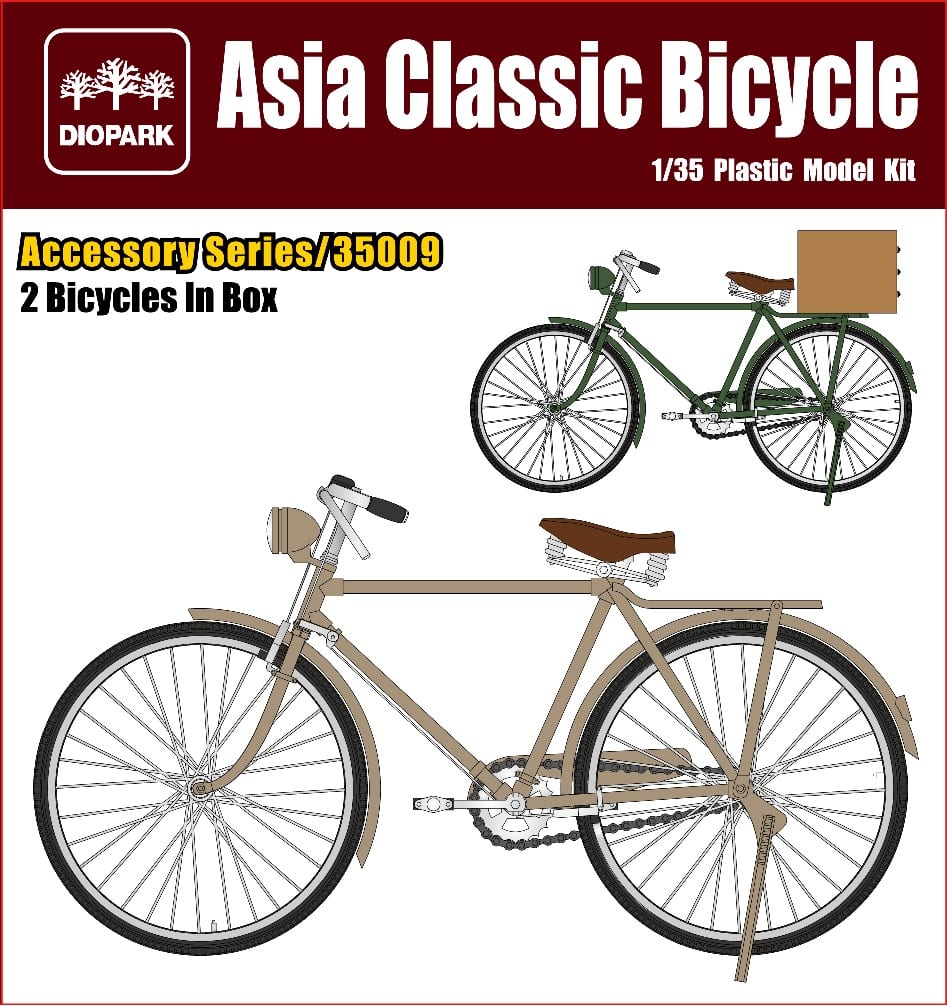 DIOPARK
Asia Classic Bicycle
1/35 Plastic Model Kit
Accessory Series/35009
2 Bicycles In Box